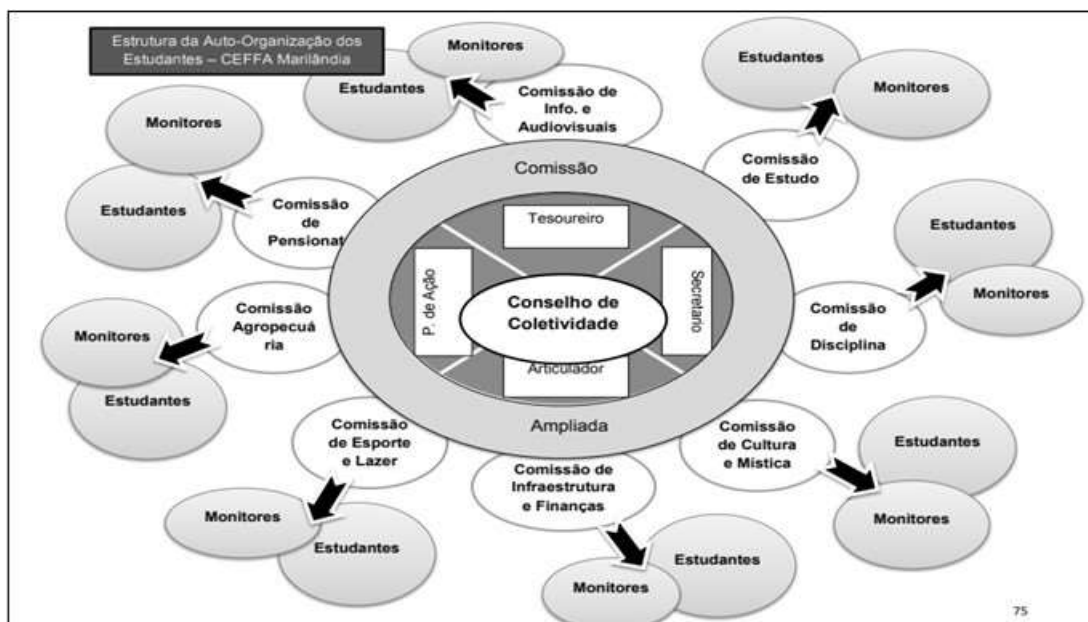 Estrutura da Auto-Organização dos
Estudantes – CEFFA Marilândia
Monitores
Estudantes
Comissão de
Info. e
Audiovisuais
Estudantes
Monitores
Comissão
de Estudo
Monitores
Estudantes
Comissão
de
Pensionat
Estudantes
Monitores
Comissão
de
Disciplina
Monitores
Estudantes
Comissão
Agropecuá
ria
Comissão
Tesoureiro
P. de Ação
Conselho de
Coletividade
Secretario
Articulador
Ampliada
Comissão
de Esporte
e Lazer
Monitores
Estudantes
Comissão de
Infraestrutura
e Finanças
Monitores
Estudantes
Comissão
de Cultura
e Mística
Estudantes
Monitores
75